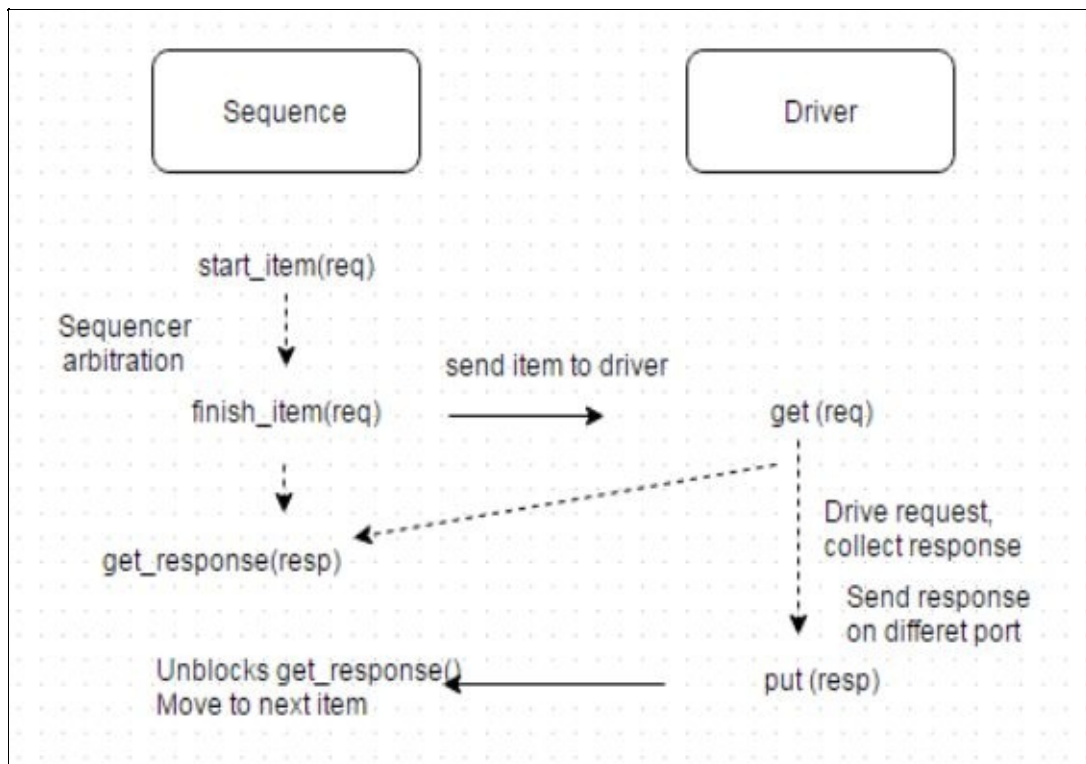 Sequence
Driver
start_item(req)
Sequencer
arbitration
send item to driver
finish_item(req)
get (req)
Drive request,
collect response
get_response(resp)
Send response
on differet port
Unblocks get_response()
Move to next item
put (resp)